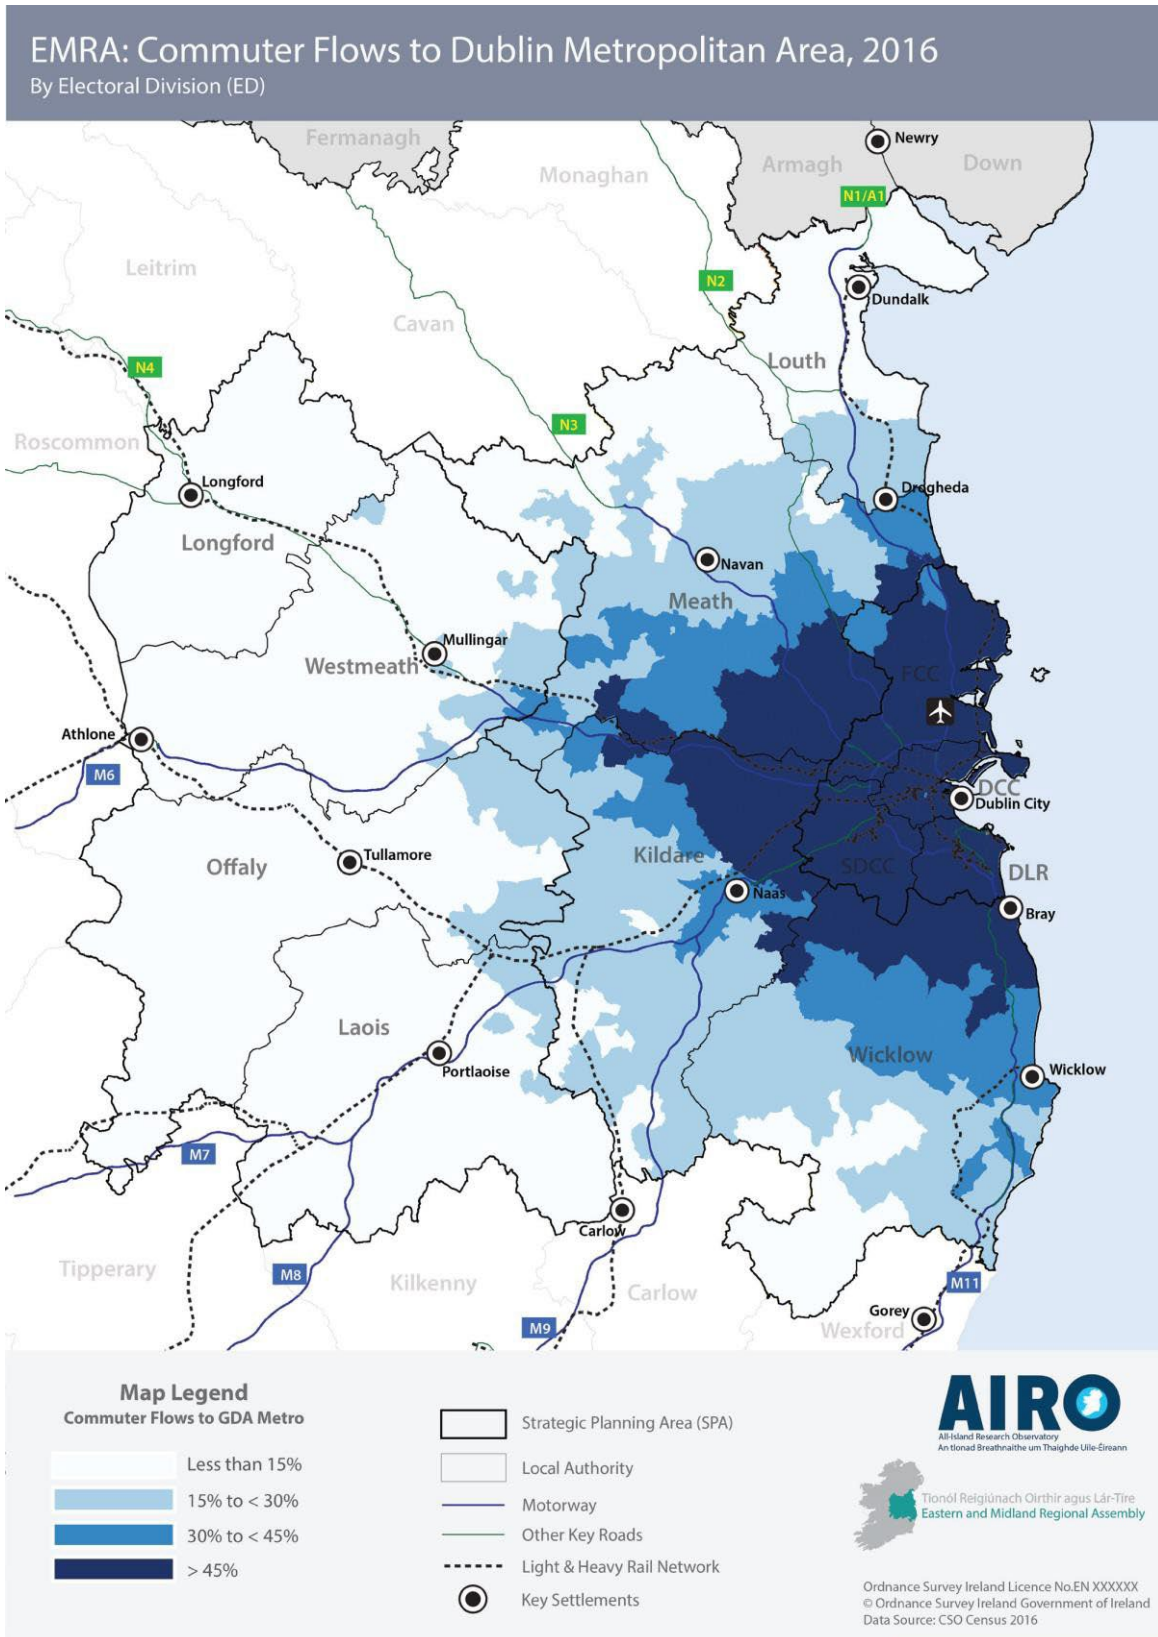 EMRA: Commuter Flows to Dublin Metropolitan Area, 2016
By Electoral Division (ED)
Fermanagh
Newry
Armagh
Down
Monaghan
N1/A1
Leitrim
N2
Dundalk
Cavan
Louth
N4
N3
Roscommon
Longford
Drogheda
Longford
Navan
Meath
Mullingar
Westmeath
FCC
Athlone
M6
DCC
Dublin City
Tullamore
Kildare
Offaly
SDCC
DLR
Naas
Bray
Laois
Wicklow
Portlaoise
Wicklow
M7
Carlow
Tipperary
M8
Kilkenny
Carlow
M11
Gorey
M9
Wexford
Map Legend
Commuter Flows to GDA Metro
Less than 15%
15% to < 30%
30% to < 45%
> 45%
Strategic Planning Area (SPA)
Local Authority
Motorway
Other Key Roads
Light & Heavy Rail Network
Key Settlements
AIRO
All-Island Research Observatory
An tIonad Breathnaithe um Thaighde Uile-Éireann
Tionól Reigiúnach Oirthir agus Lár-Tíre
Eastern and Midland Regional Assembly
Ordnance Survey Ireland Licence No.EN XXXXXX
© Ordnance Survey Ireland Government of Ireland
Data Source: CSO Census 2016